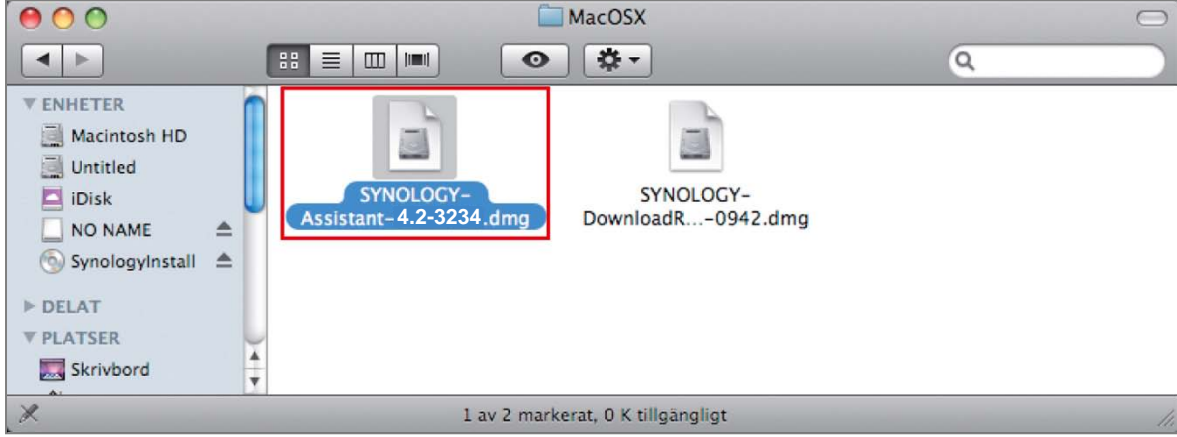 MacOSX
ENHETER
Macintosh HD
Untitled
iDisk
NO NAME
SynologyInstall
DELAT
PLATSER
Skrivbord
SYNOLOGY-
Assistant-4.2-3234.dmg
SYNOLOGY-
DownloadR...-0942.dmg
1 av 2 markerat, 0 K tillgängligt